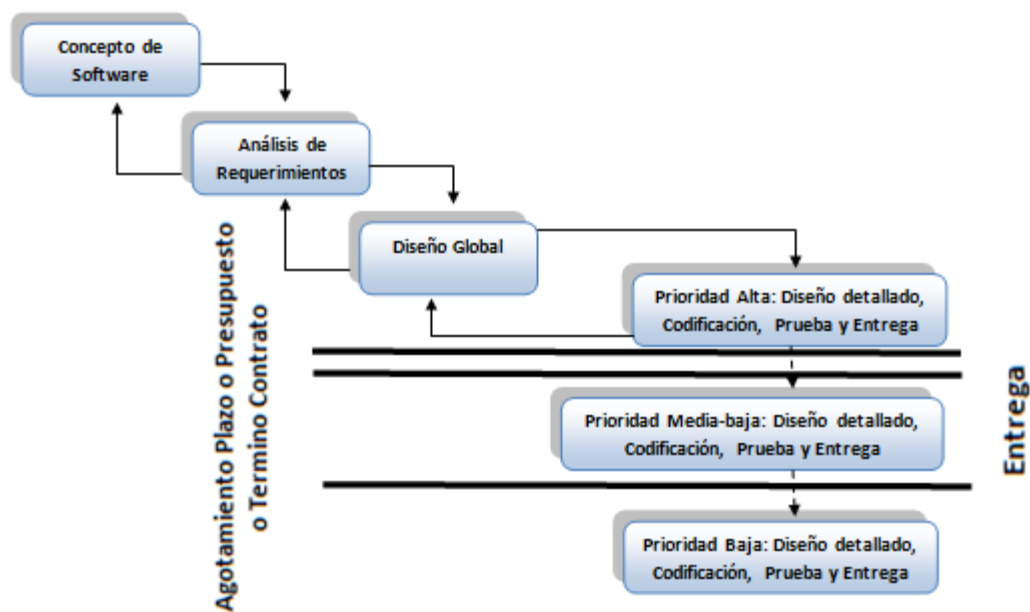 Concepto de
Software
Análisis de
Requerimientos
Diseño Global
Prioridad Alta: Diseño detallado,
Codificación, Prueba y Entrega
Agotamiento Plazo o Presupuesto
o Termino Contrato
Prioridad Media-baja: Diseño detallado,
Codificación, Prueba y Entrega
Entrega
Prioridad Baja: Diseño detallado,
Codificación, Prueba y Entrega